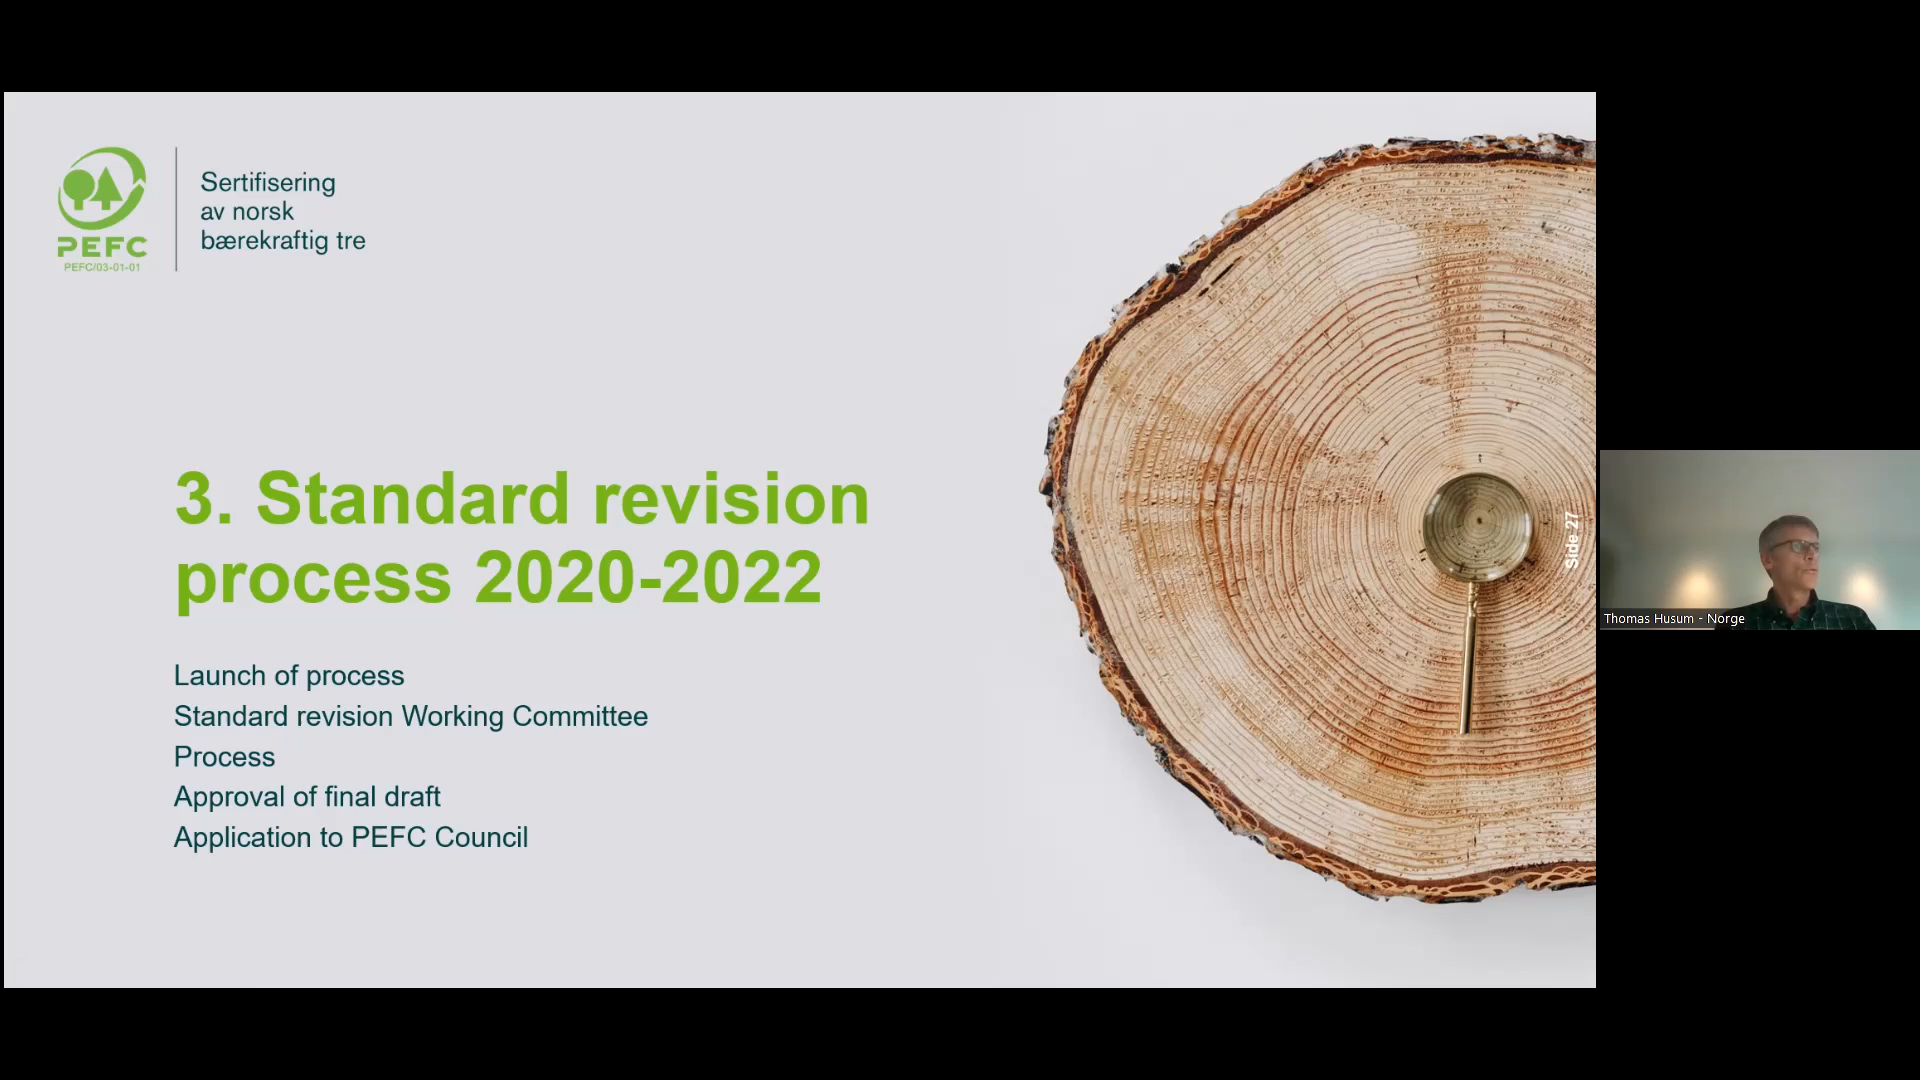 PEFC
PEFC/03-01-01
Sertifisering
av norsk
bærekraftig tre
3. Standard revision
process 2020-2022
Launch of process
Standard revision Working Committee
Process
Approval of final draft
Application to PEFC Council
Side 27
Thomas Husum - Norge